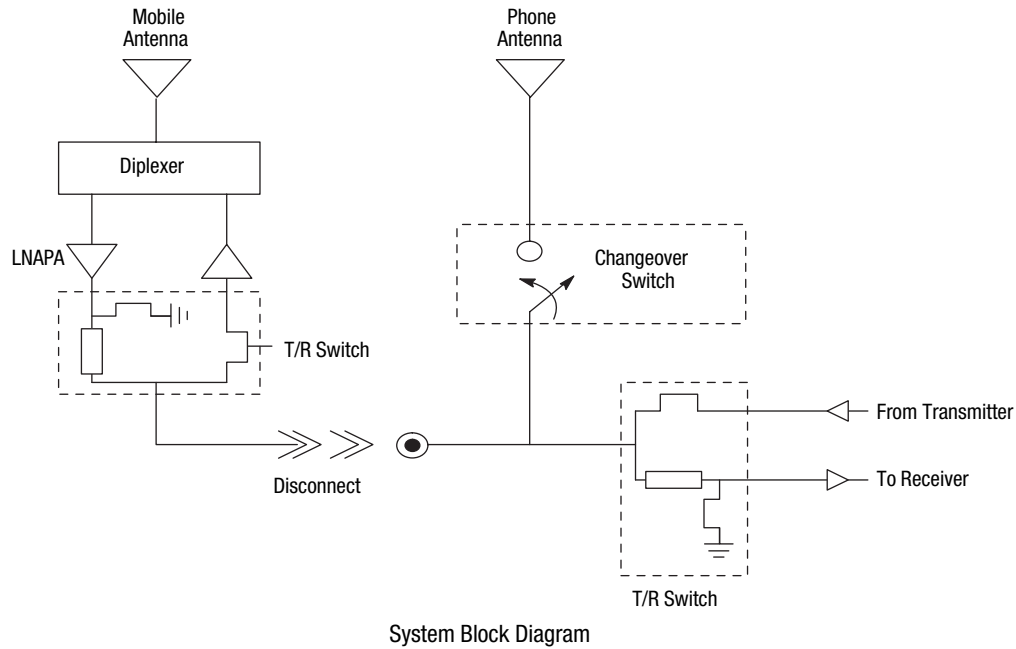 Mobile
Antenna
Phone
Antenna
Diplexer
LNAPA
Changeover
Switch
T/R Switch
From Transmitter
To Receiver
Disconnect
T/R Switch
System Block Diagram